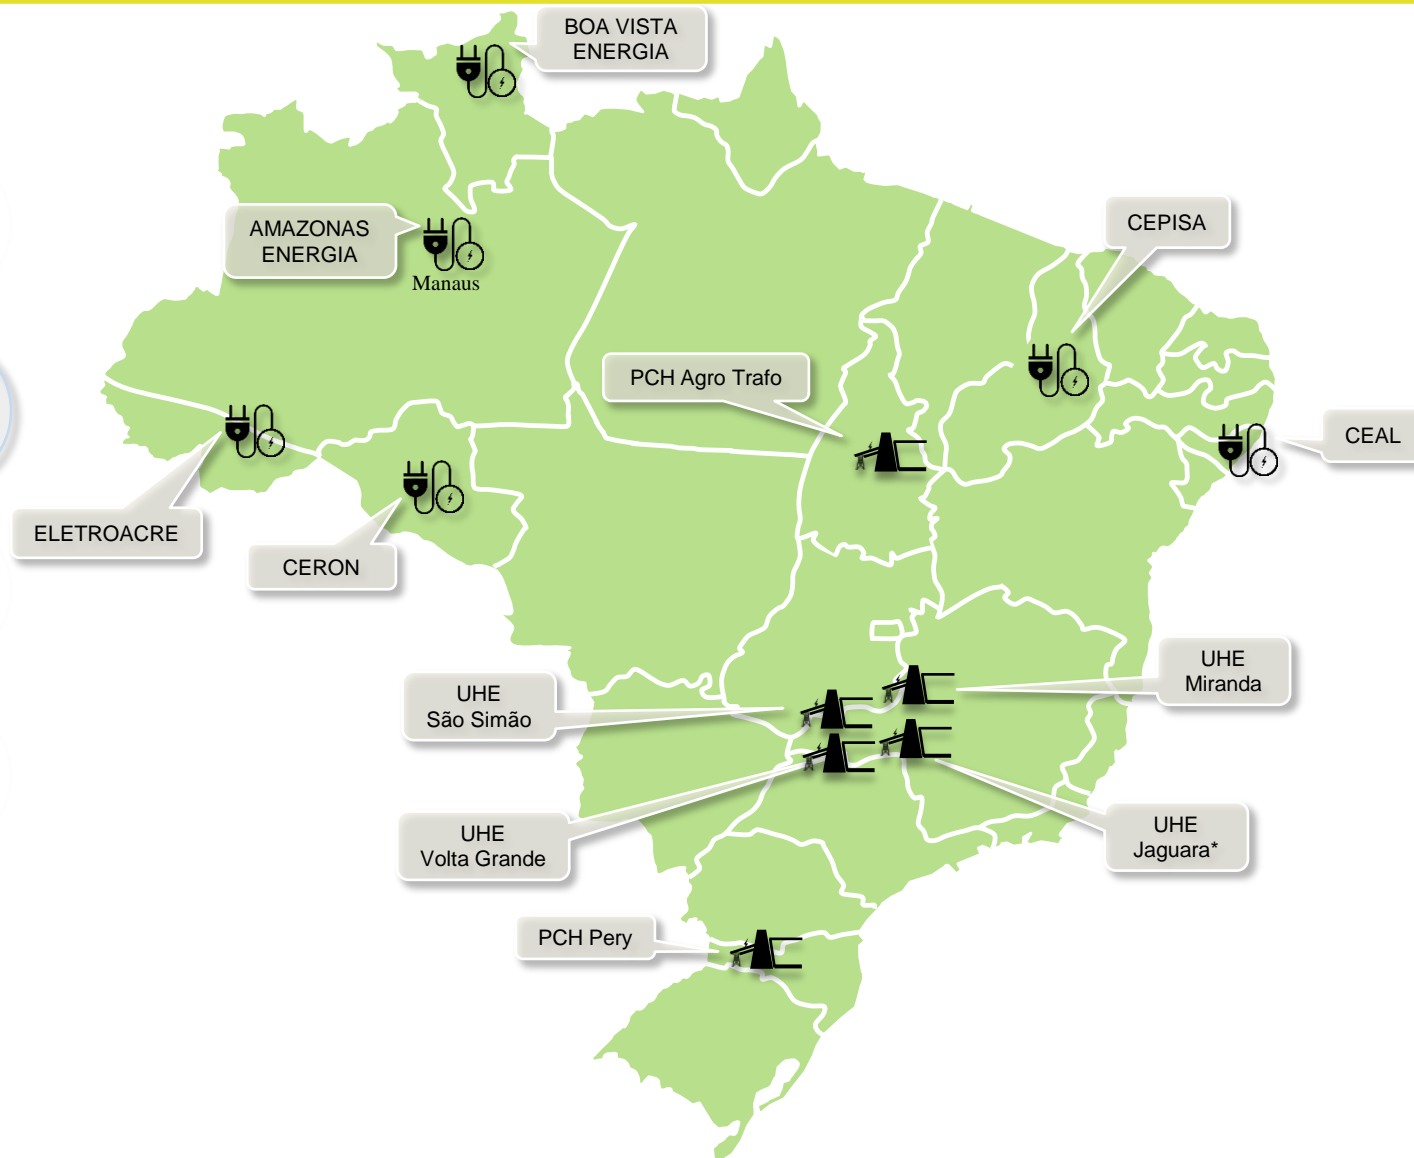 BOA VISTA
ENERGIA
AMAZONAS
ENERGIA
Manaus
CEPISA
PCH Agro Trafo
CEAL
ELETROACRE
CERON
UHE
Miranda
UHE
São Simão
UHE
Volta Grande
UHE
Jaguara*
PCH Pery